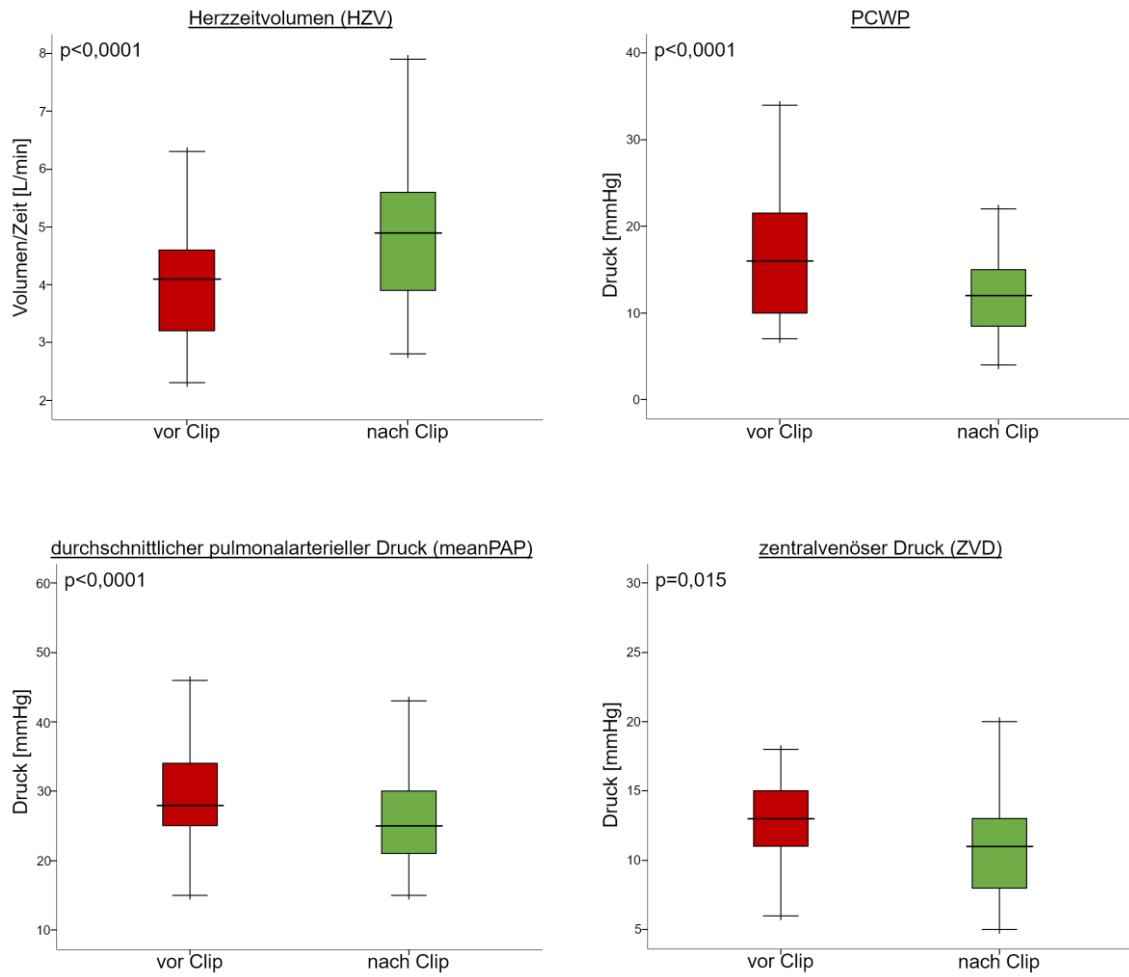 Herzzeitvolumen (HZV)
p<0,0001
Volumen/Zeit [L/min]
8
7
6
5
4
3
2
vor Clip
nach Clip
PCWP
p<0,0001
Druck [mmHg]
40
30
20
10
0
vor Clip
nach Clip
durchschnittlicher pulmonalarterieller Druck (meanPAP)
p<0,0001
Druck [mmHg]
60
50
40
30
20
10
vor Clip
nach Clip
zentralvenöser Druck (ZVD)
p=0,015
Druck [mmHg]
30
25
20
15
10
5
vor Clip
nach Clip